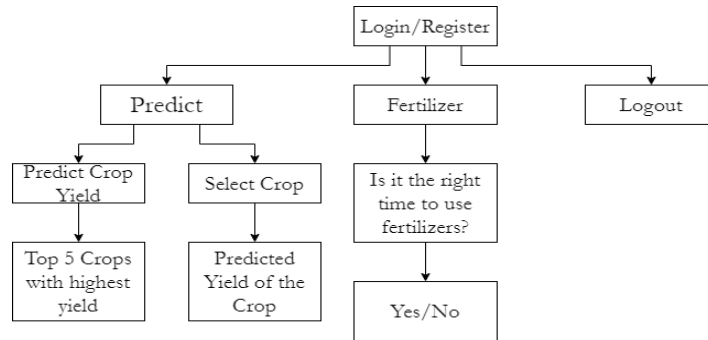 Login/Register
Predict
Fertilizer
Logout
Predict Crop
Yield
Select Crop
Is it the right
time to use
fertilizers?
Top 5 Crops
with highest
yield
Predicted
Yield of the
Crop
Yes/No